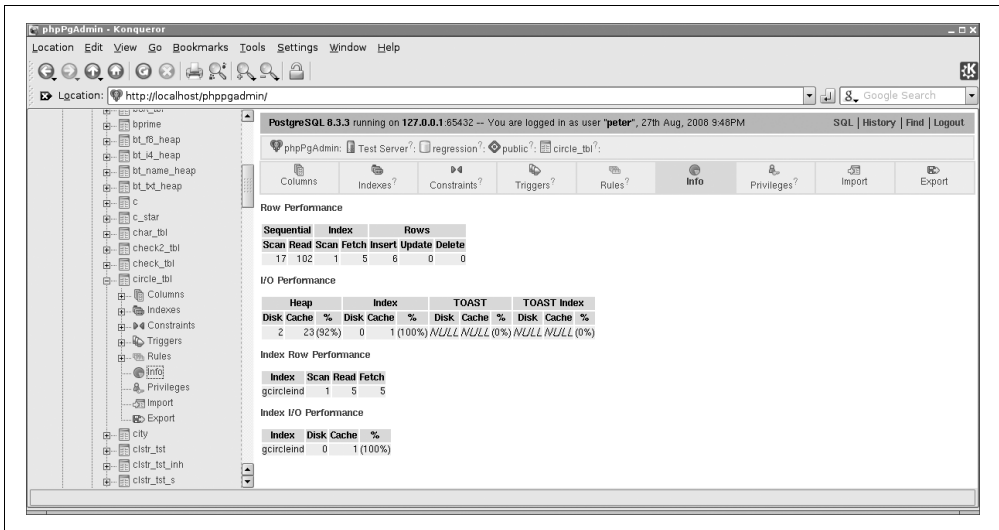 phpPgAdmin - Konqueror
Location Edit View Go Bookmarks Tools Settings Window Help
Location: http://localhost/phppgadmin/
Google Search
bprime
bt_f8_heap
bt_i4_heap
bt_name_heap
bt_txt_heap
c
c_star
char_tbl
check2_tbl
check_tbl
circle_tbl
Columns
Indexes
Constraints
Triggers
Rules
Info
Privileges
Import
Export
city
clstr_tst
clstr_tst_inh
clstr_tst_s
PostgreSQL 8.3.3 running on 127.0.0.1:65432 -- You are logged in as user "peter", 27th Aug, 2008 9:48PM
SQL | History | Find | Logout
phpPgAdmin: Test Server?: regression?: public?: circle_tbl?:
Columns Indexes? Constraints? Triggers? Rules? Info Privileges? Import Export
Row Performance
Sequential Index Rows
Scan Read Scan Fetch Insert Update Delete
17 102 1 5 6 0 0
I/O Performance
Heap Index TOAST TOAST Index
Disk Cache % Disk Cache % Disk Cache % Disk Cache %
2 23 (92%) 0 1 (100%) NULL NULL (0%) NULL NULL (0%)
Index Row Performance
Index Scan Read Fetch
gcircleind 1 5 5
Index I/O Performance
Index Disk Cache %
gcircleind 0 1 (100%)